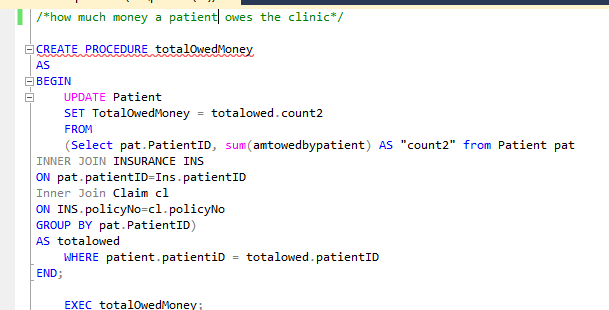 /*how much money a patient owes the clinic*/
CREATE PROCEDURE totalOwedMoney
AS
BEGIN
UPDATE Patient
SET TotalOwedMoney = totalowed.count2
FROM
(Select pat.PatientID, sum(amtowedbypatient) AS "count2" from Patient pat
INNER JOIN INSURANCE INS
ON pat.patientID=Ins.patientID
Inner Join Claim cl
ON INS.policyNo=cl.policyNo
GROUP BY pat.PatientID)
AS totalowed
WHERE patient.patientiD = totalowed.patientID
END;
EXEC totalOwedMoney;